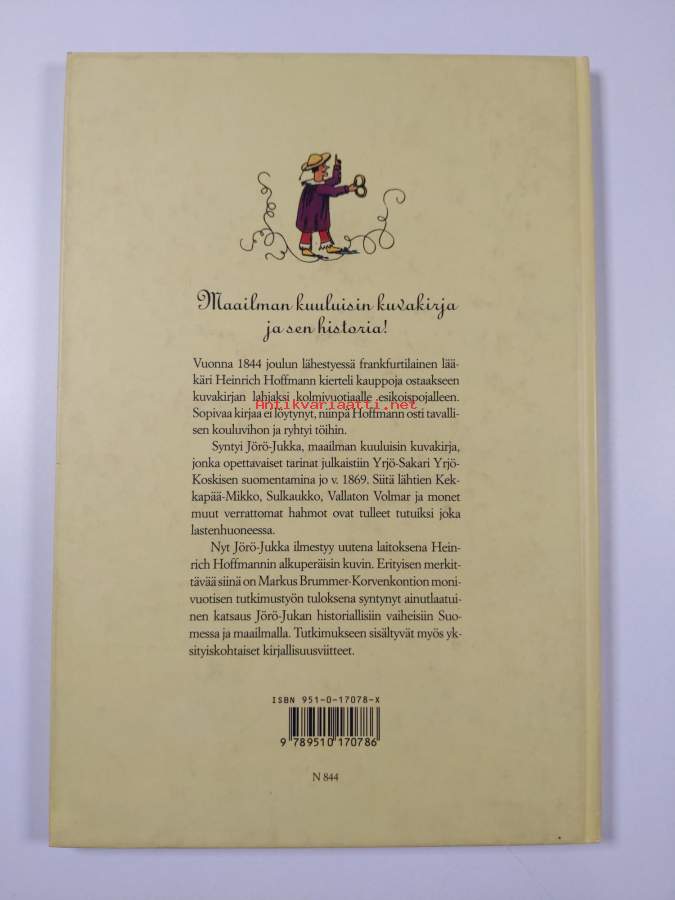 Maailman kuuluisin kuvakirja
ja sen historia!
Vuonna 1844 joulun lähestyessä frankfurtilainen lää-
käri Heinrich Hoffmann kierteli kauppoja ostaakseen
kuvakirjan lahjaksi kolmivuotiaalle esikoispojalleen.
Antikvariaatti.net
Sopivaa kirjaa ei löytynyt, niinpä Hoffmann osti tavalli-
sen kouluvihon ja ryhtyi töihin.
Syntyi Jörö-Jukka, maailman kuuluisin kuvakirja,
jonka opettavaiset tarinat julkaistiin Yrjö-Sakari Yrjö-
Koskisen suomentamina jo v. 1869. Siitä lähtien Kek-
kapää-Mikko, Sulkaukko, Vallaton Volmar ja monet
muut verrattomat hahmot ovat tulleet tutuiksi joka
lastenhuoneessa.
Nyt Jörö-Jukka ilmestyy uutena laitoksena Hein-
rich Hoffmannin alkuperäisin kuvin. Erityisen merkit-
tävää siinä on Markus Brummer-Korvenkontion moni-
vuotisen tutkimustyön tuloksena syntynyt ainutlaatui-
nen katsaus Jörö-Jukan historiallisiin vaiheisiin Suo-
messa ja maailmalla. Tutkimukseen sisältyvät myös yk-
sityiskohtaiset kirjallisuusviitteet.
ISBN 951-0-17078-X
9 789510 170786
N 844